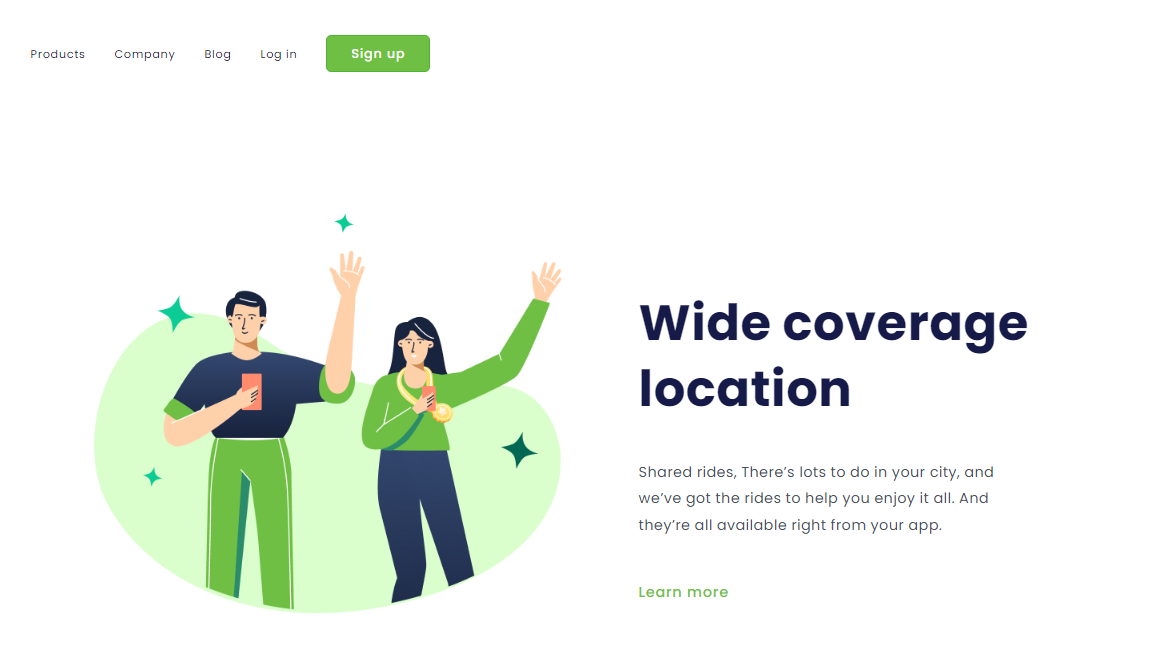 Products Company Blog Log in Sign up
Wide coverage
location
Shared rides, There’s lots to do in your city, and
we’ve got the rides to help you enjoy it all. And
they’re all available right from your app.
Learn more